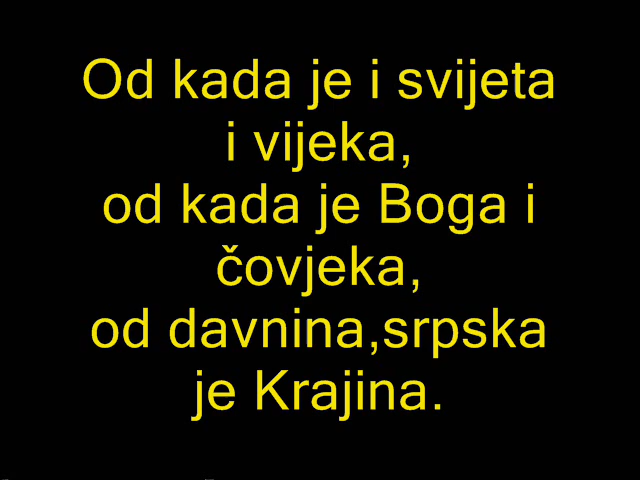 Od kada je i svijeta
i vijeka,
od kada je Boga i
čovjeka,
od davnina,srpska
je Krajina.